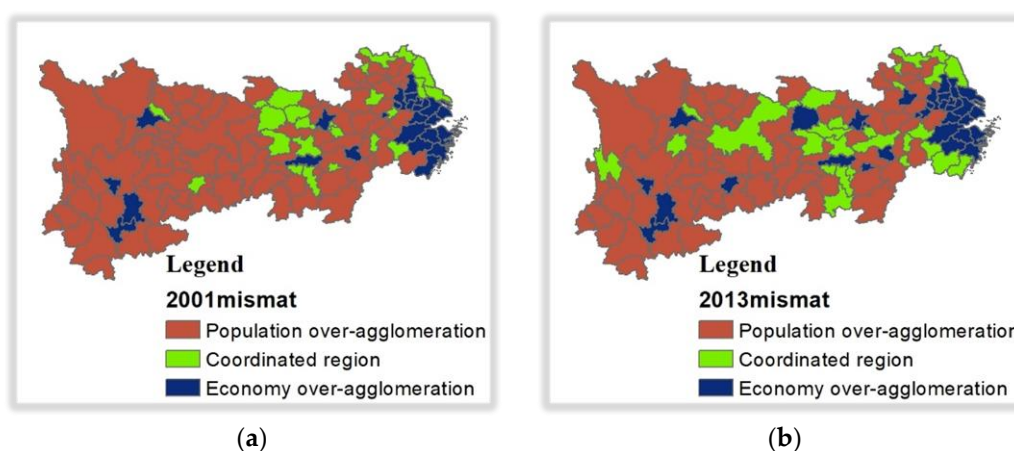 Legend
2001mismat
Population over-agglomeration
Coordinated region
Economy over-agglomeration
(a)
Legend
2013mismat
Population over-agglomeration
Coordinated region
Economy over-agglomeration
(b)